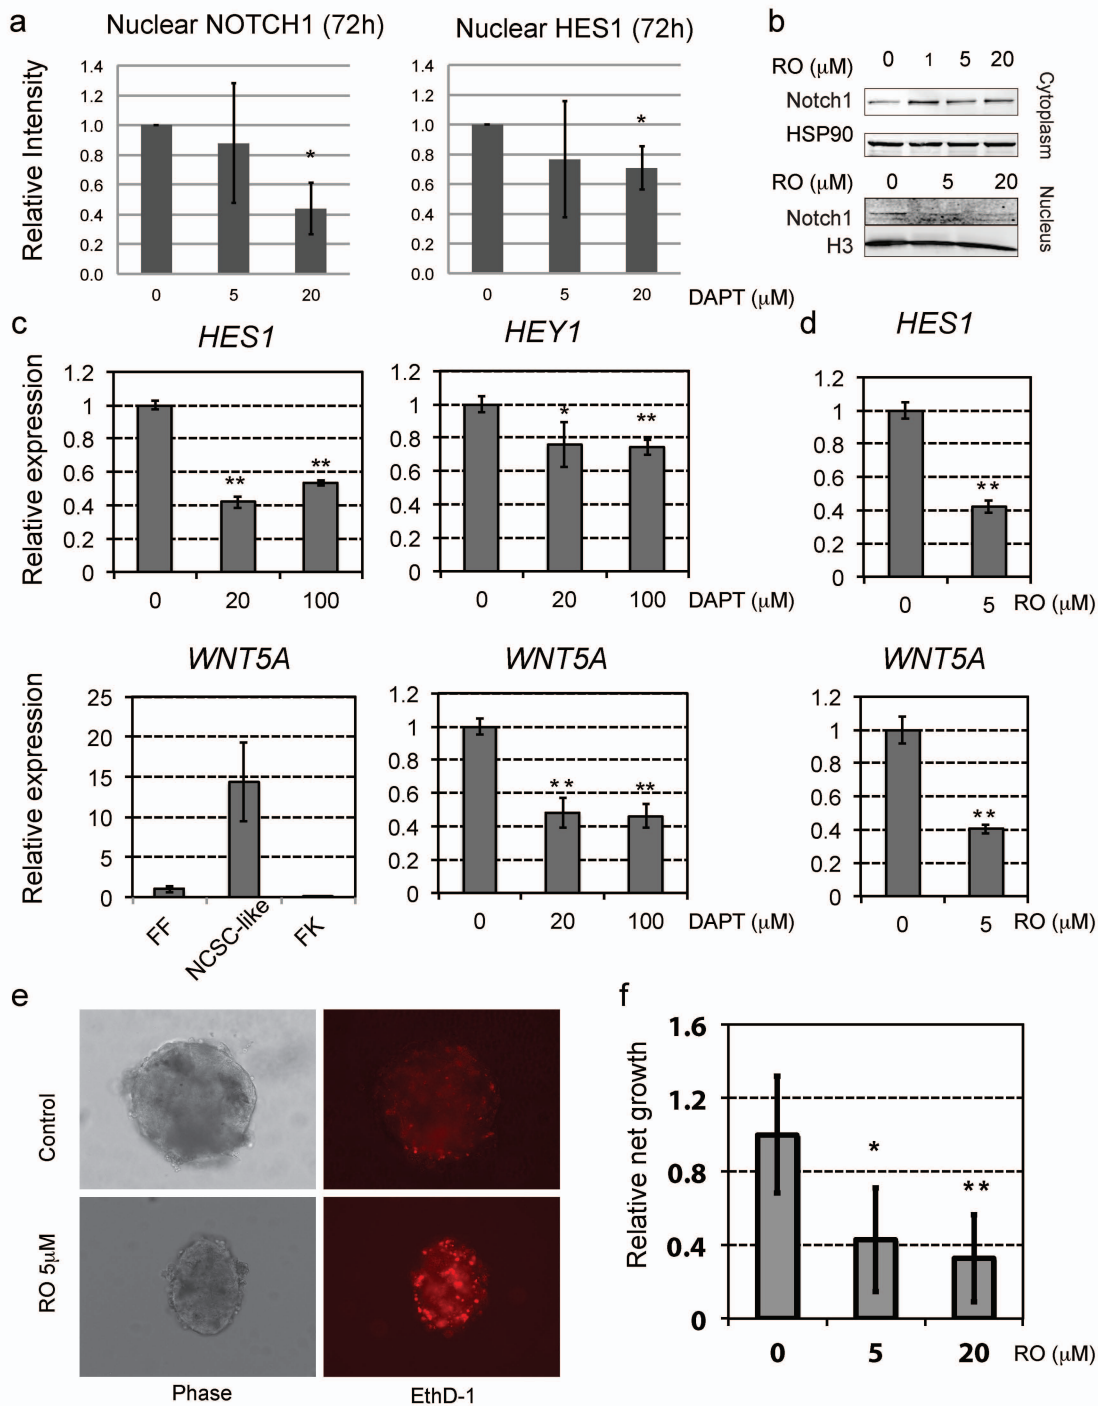 a
Nuclear NOTCH1 (72h)
Relative Intensity
1.4
1.2
1.0
0.8
0.6
0.4
0.2
0.0
*
0 5 20
Nuclear HES1 (72h)
1.4
1.2
1.0
0.8
0.6
0.4
0.2
0.0
*
0 5 20 DAPT (μM)
b
RO (μM) 0 1 5 20
Notch1
HSP90
Cytoplasm
RO (μM) 0 5 20
Notch1
H3
Nucleus
c
HES1
Relative expression
1.2
1
0.8
0.6
0.4
0.2
0
** **
0 20 100
HEY1
1.2
1
0.8
0.6
0.4
0.2
0
* **
0 20 100 DAPT (μM)
d
HES1
1.2
1
0.8
0.6
0.4
0.2
0
**
0 5 RO (μM)
WNT5A
Relative expression
25
20
15
10
5
0
FF NCSC-like FK
WNT5A
1.2
1
0.8
0.6
0.4
0.2
0
** **
0 20 100 DAPT (μM)
WNT5A
1.2
1
0.8
0.6
0.4
0.2
0
**
0 5 RO (μM)
e
Control
RO 5μM
Phase EthD-1
f
Relative net growth
1.6
1.2
0.8
0.4
0
* **
0 5 20 RO (μM)